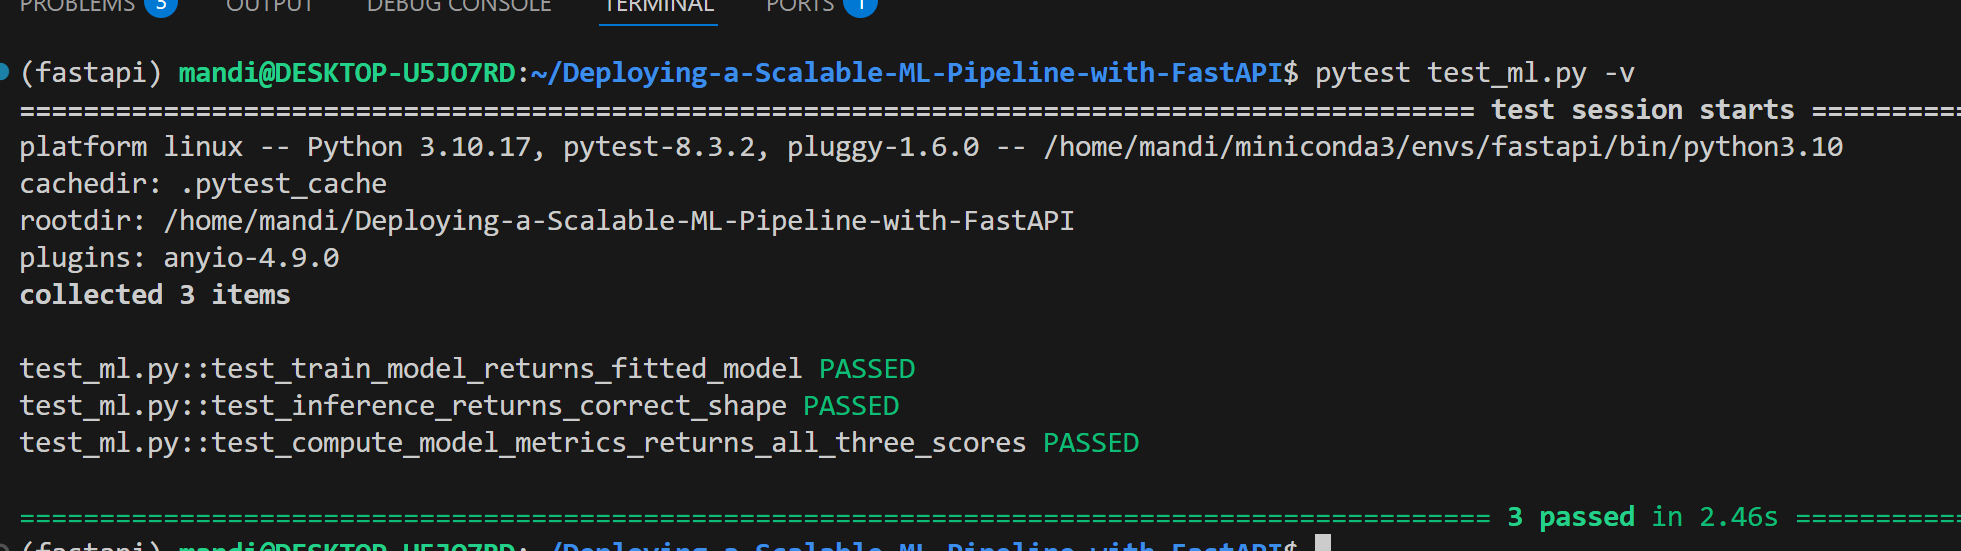 PROBLEMS 3 OUTPUT DEBUG CONSOLE TERMINAL PORTS 1
(fastapi) mandi@DESKTOP-U5JO7RD:~/Deploying-a-Scalable-ML-Pipeline-with-FastAPI$ pytest test_ml.py -v
=========================================================================================== test session starts ==========
platform linux -- Python 3.10.17, pytest-8.3.2, pluggy-1.6.0 -- /home/mandi/miniconda3/envs/fastapi/bin/python3.10
cachedir: .pytest_cache
rootdir: /home/mandi/Deploying-a-Scalable-ML-Pipeline-with-FastAPI
plugins: anyio-4.9.0
collected 3 items
test_ml.py::test_train_model_returns_fitted_model PASSED
test_ml.py::test_inference_returns_correct_shape PASSED
test_ml.py::test_compute_model_metrics_returns_all_three_scores PASSED
============================================================================================ 3 passed in 2.46s ===========
(fastapi) mandi@DESKTOP-U5JO7RD:~/Deploying-a-Scalable-ML-Pipeline-with-FastAPI$